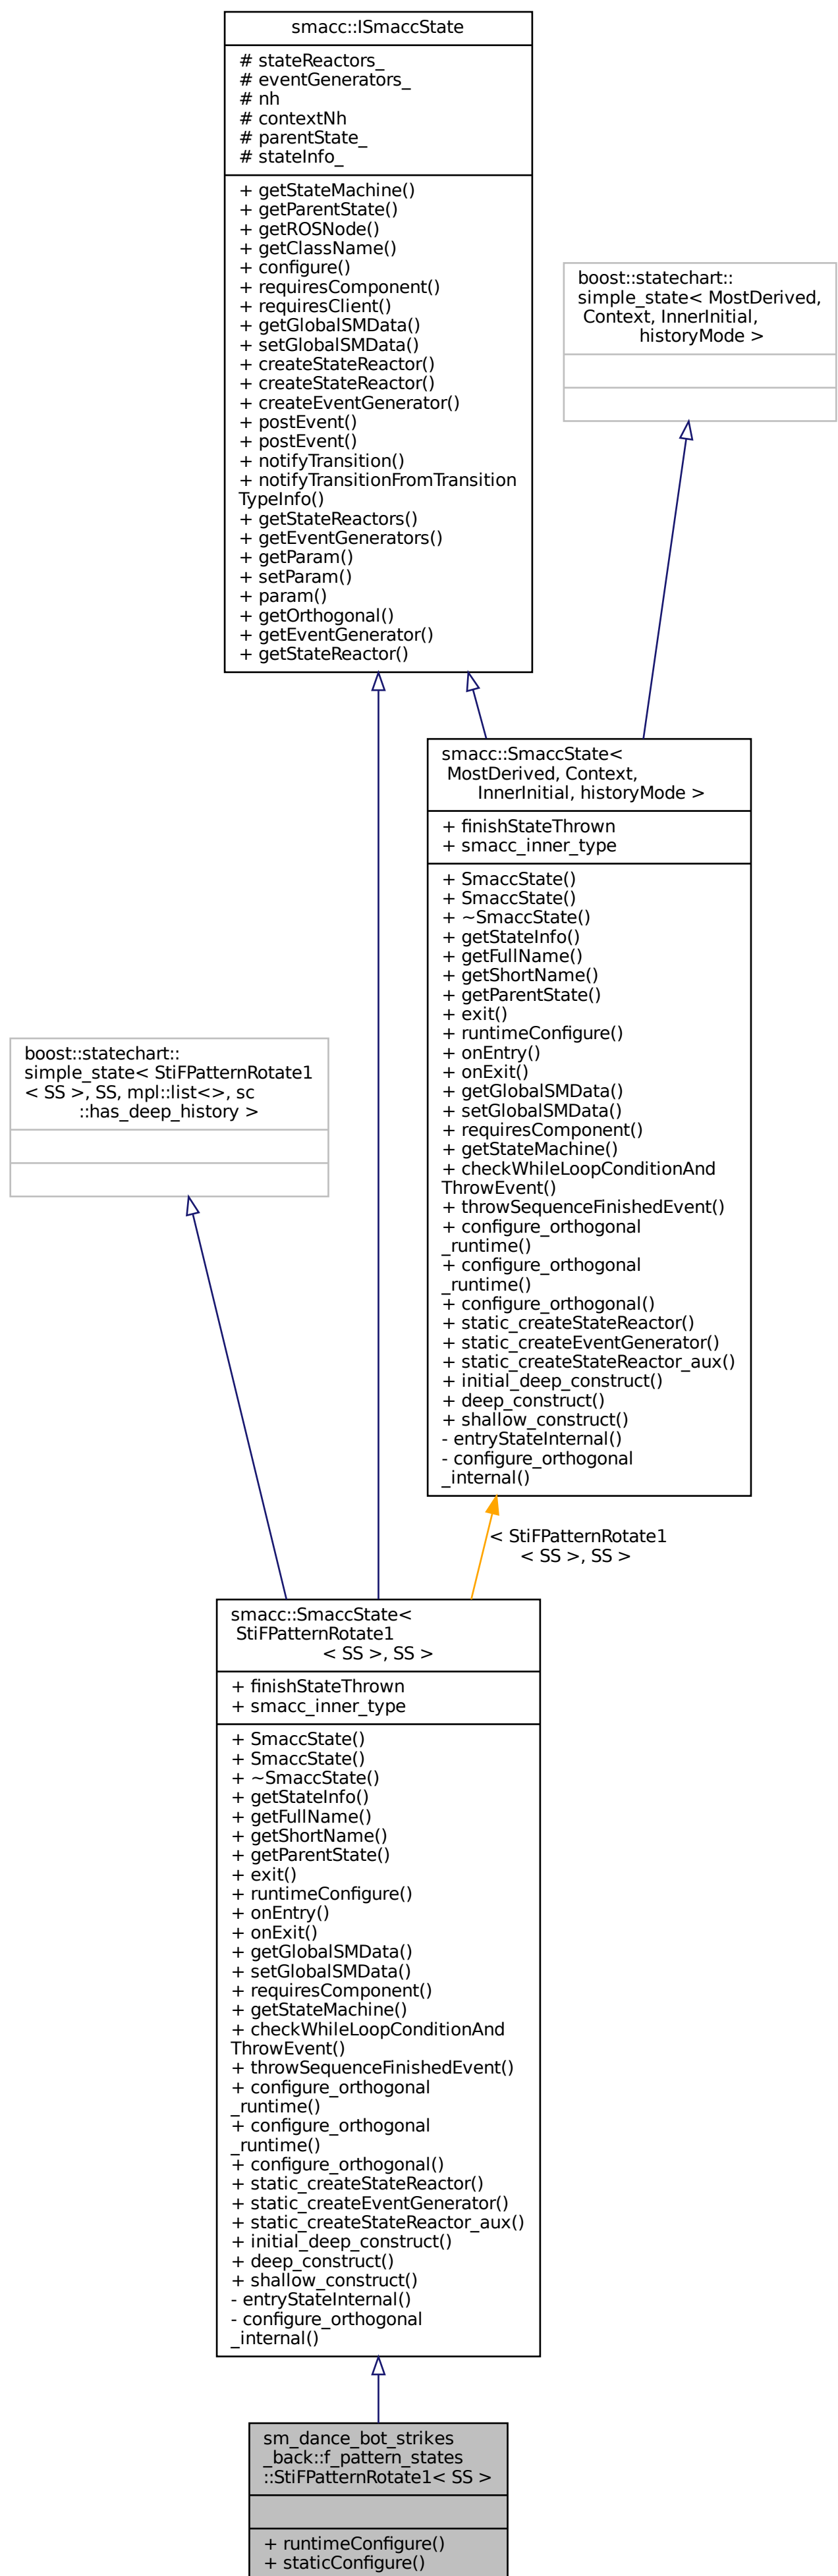 smacc::ISmaccState
# stateReactors_
# eventGenerators_
# nh
# contextNh
# parentState_
# stateInfo_
+ getStateMachine()
+ getParentState()
+ getROSNode()
+ getClassName()
+ configure()
+ requiresComponent()
+ requiresClient()
+ getGlobalSMData()
+ setGlobalSMData()
+ createStateReactor()
+ createStateReactor()
+ createEventGenerator()
+ postEvent()
+ postEvent()
+ notifyTransition()
+ notifyTransitionFromTransition
TypeInfo()
+ getStateReactors()
+ getEventGenerators()
+ getParam()
+ setParam()
+ param()
+ getOrthogonal()
+ getEventGenerator()
+ getStateReactor()
boost::statechart::
simple_state< MostDerived,
Context, InnerInitial,
historyMode >
smacc::SmaccState<
MostDerived, Context,
InnerInitial, historyMode >
+ finishStateThrown
+ smacc_inner_type
+ SmaccState()
+ SmaccState()
+ ~SmaccState()
+ getStateInfo()
+ getFullName()
+ getShortName()
+ getParentState()
+ exit()
+ runtimeConfigure()
+ onEntry()
+ onExit()
+ getGlobalSMData()
+ setGlobalSMData()
+ requiresComponent()
+ getStateMachine()
+ checkWhileLoopConditionAnd
ThrowEvent()
+ throwSequenceFinishedEvent()
+ configure_orthogonal
_runtime()
+ configure_orthogonal
_runtime()
+ configure_orthogonal()
+ static_createStateReactor()
+ static_createEventGenerator()
+ static_createStateReactor_aux()
+ initial_deep_construct()
+ deep_construct()
+ shallow_construct()
- entryStateInternal()
- configure_orthogonal
_internal()
boost::statechart::
simple_state< StiFPatternRotate1
< SS >, SS, mpl::list<>, sc
::has_deep_history >
< StiFPatternRotate1
< SS >, SS >
smacc::SmaccState<
StiFPatternRotate1
< SS >, SS >
+ finishStateThrown
+ smacc_inner_type
+ SmaccState()
+ SmaccState()
+ ~SmaccState()
+ getStateInfo()
+ getFullName()
+ getShortName()
+ getParentState()
+ exit()
+ runtimeConfigure()
+ onEntry()
+ onExit()
+ getGlobalSMData()
+ setGlobalSMData()
+ requiresComponent()
+ getStateMachine()
+ checkWhileLoopConditionAnd
ThrowEvent()
+ throwSequenceFinishedEvent()
+ configure_orthogonal
_runtime()
+ configure_orthogonal
_runtime()
+ configure_orthogonal()
+ static_createStateReactor()
+ static_createEventGenerator()
+ static_createStateReactor_aux()
+ initial_deep_construct()
+ deep_construct()
+ shallow_construct()
- entryStateInternal()
- configure_orthogonal
_internal()
sm_dance_bot_strikes
_back::f_pattern_states
::StiFPatternRotate1< SS >
+ runtimeConfigure()
+ staticConfigure()